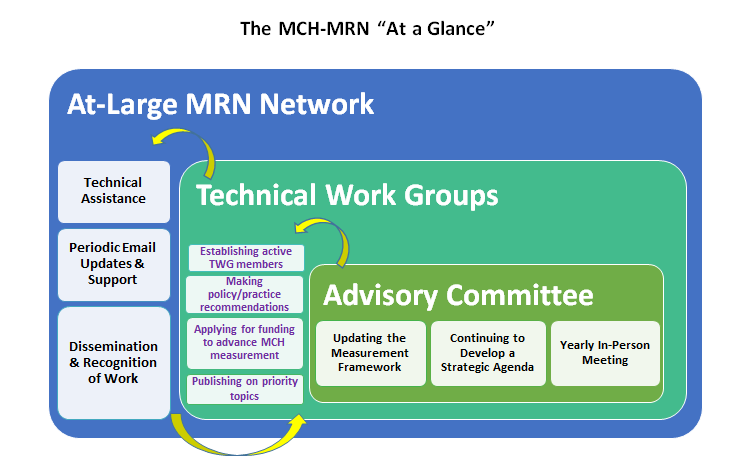 The MCH-MRN “At a Glance”
At-Large MRN Network
Technical
Assistance
Periodic Email
Updates &
Support
Dissemination
& Recognition
of Work
Technical Work Groups
Establishing active
TWG members
Making
policy/practice
recommendations
Applying for funding
to advance MCH
measurement
Publishing on priority
topics
Advisory Committee
Updating the
Measurement
Framework
Continuing to
Develop a
Strategic Agenda
Yearly In-Person
Meeting